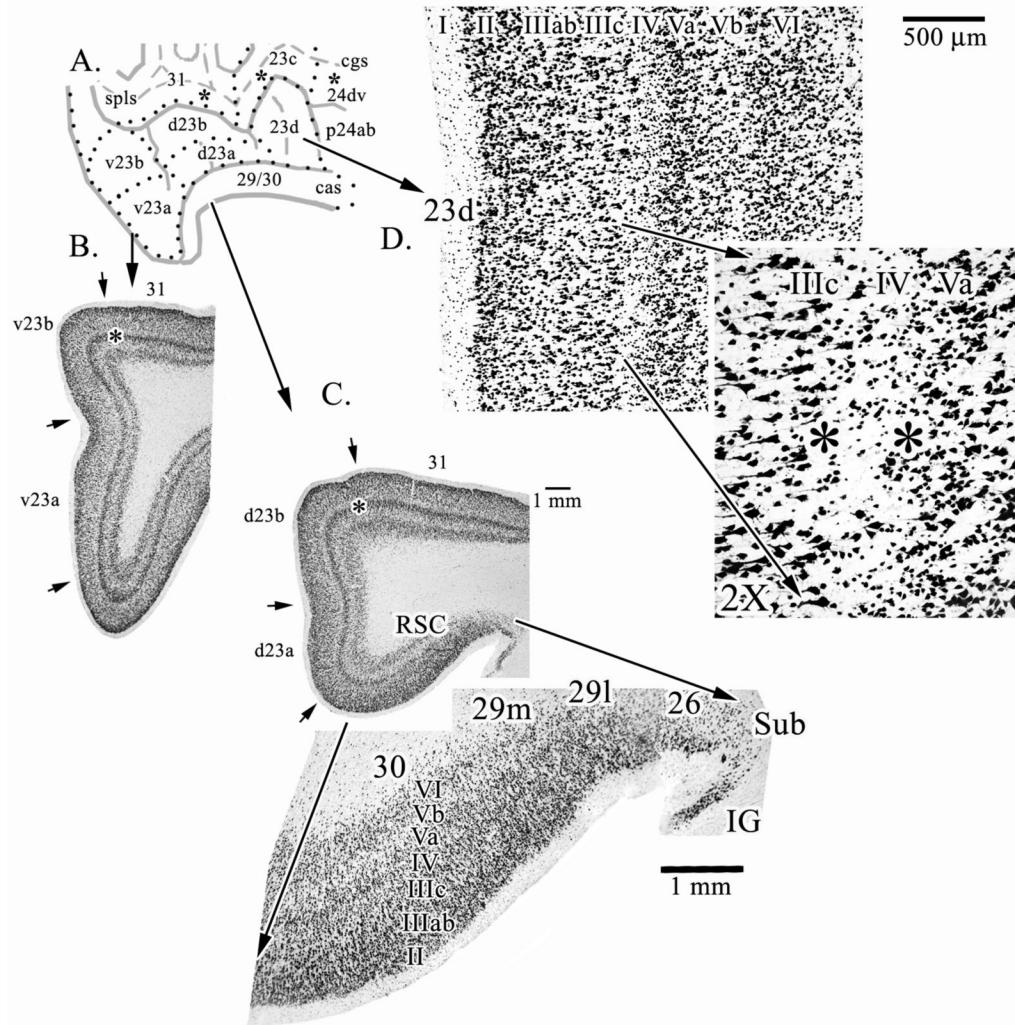 I II IIIab IIIc IV Va Vb VI
500 µm
A.
23c
cgs
31
*
*
spls
*
24dv
d23b
23d
p24ab
v23b
d23a
29/30
cas
v23a
23d
D.
B.
31
v23b
*
IIIc IV Va
C.
v23a
31
1 mm
d23b
*
* *
2X
RSC
d23a
29l
29m
26
Sub
30
VI
Vb
Va
IV
IIIc
IIIab
II
IG
1 mm